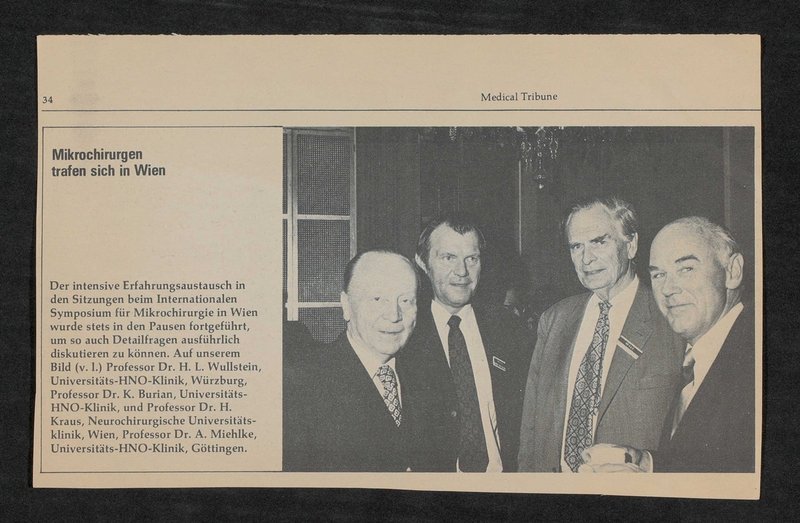 34
Medical Tribune
Mikrochirurgen
trafen sich in Wien
Der intensive Erfahrungsaustausch in
den Sitzungen beim Internationalen
Symposium für Mikrochirurgie in Wien
wurde stets in den Pausen fortgeführt,
um so auch Detailfragen ausführlich
diskutieren zu können. Auf unserem
Bild (v. l.) Professor Dr. H. L. Wullstein,
Universitäts-HNO-Klinik, Würzburg,
Professor Dr. K. Burian, Universitäts-
HNO-Klinik, und Professor Dr. H.
Kraus, Neurochirurgische Universitäts-
klinik, Wien, Professor Dr. A. Miehlke,
Universitäts-HNO-Klinik, Göttingen.